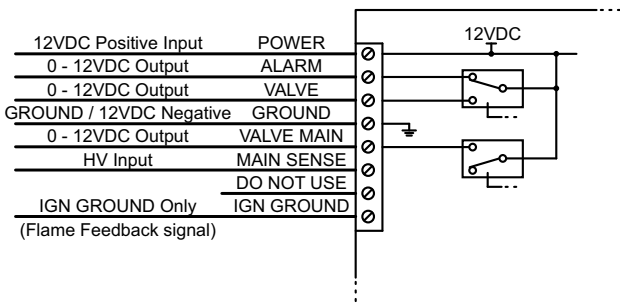 12VDC
12VDC Positive Input POWER
0 - 12VDC Output ALARM
0 - 12VDC Output VALVE
GROUND / 12VDC Negative GROUND
0 - 12VDC Output VALVE MAIN
HV Input MAIN SENSE
DO NOT USE
IGN GROUND Only IGN GROUND
(Flame Feedback signal)